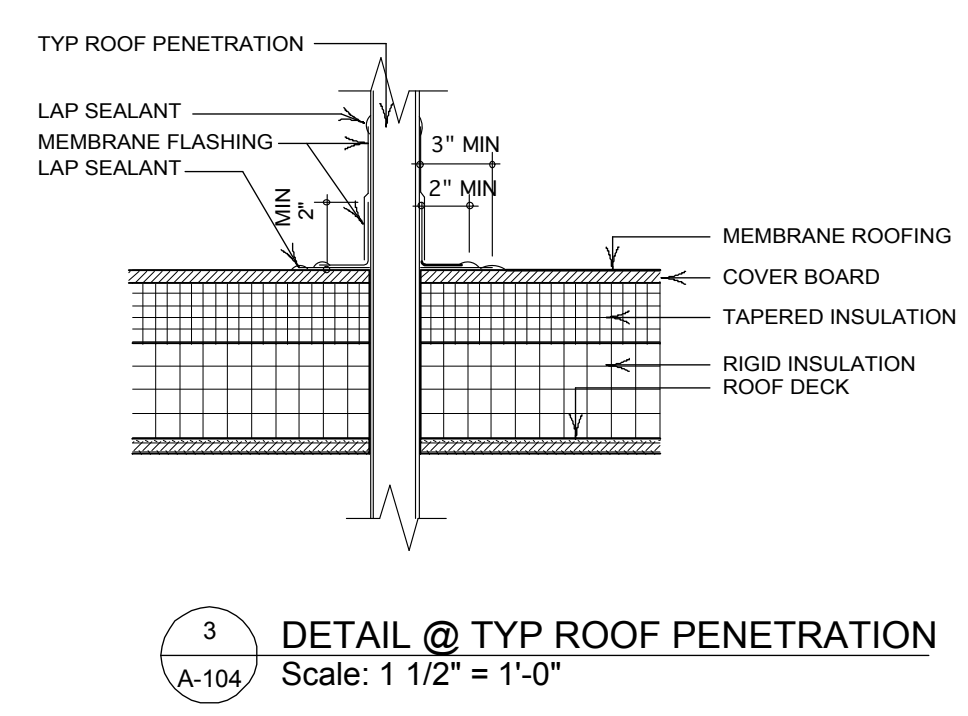 TYP ROOF PENETRATION
LAP SEALANT
MEMBRANE FLASHING
LAP SEALANT
3" MIN
2" MIN
MIN
2"
MEMBRANE ROOFING
COVER BOARD
TAPERED INSULATION
RIGID INSULATION
ROOF DECK
3
A-104
DETAIL @ TYP ROOF PENETRATION
Scale: 1 1/2" = 1'-0"